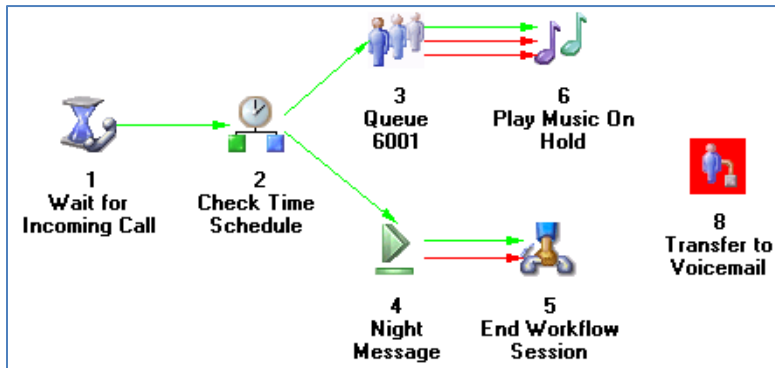 3
Queue
6001
6
Play Music On
Hold
1
Wait for
Incoming Call
2
Check Time
Schedule
8
Transfer to
Voicemail
4
Night
Message
5
End Workflow
Session